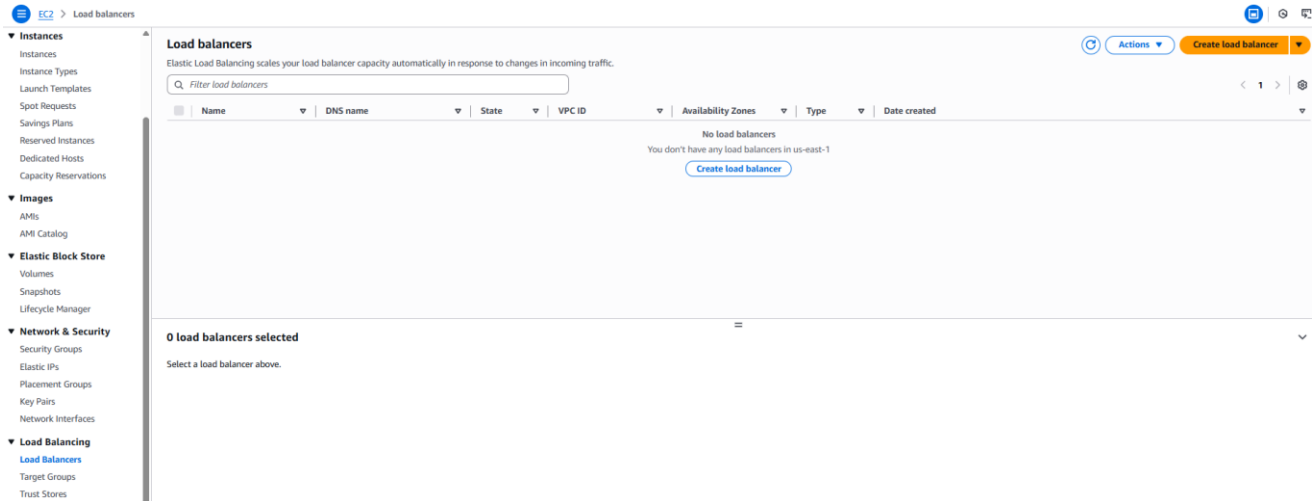 EC2 > Load balancers
Instances
Instances
Instance Types
Launch Templates
Spot Requests
Savings Plans
Reserved Instances
Dedicated Hosts
Capacity Reservations
Images
AMIs
AMI Catalog
Elastic Block Store
Volumes
Snapshots
Lifecycle Manager
Network & Security
Security Groups
Elastic IPs
Placement Groups
Key Pairs
Network Interfaces
Load Balancing
Load Balancers
Target Groups
Trust Stores
Load balancers
Actions
Create load balancer
Elastic Load Balancing scales your load balancer capacity automatically in response to changes in incoming traffic.
Filter load balancers
< 1 >
Name DNS name State VPC ID Availability Zones Type Date created
No load balancers
You don't have any load balancers in us-east-1
Create load balancer
0 load balancers selected
Select a load balancer above.